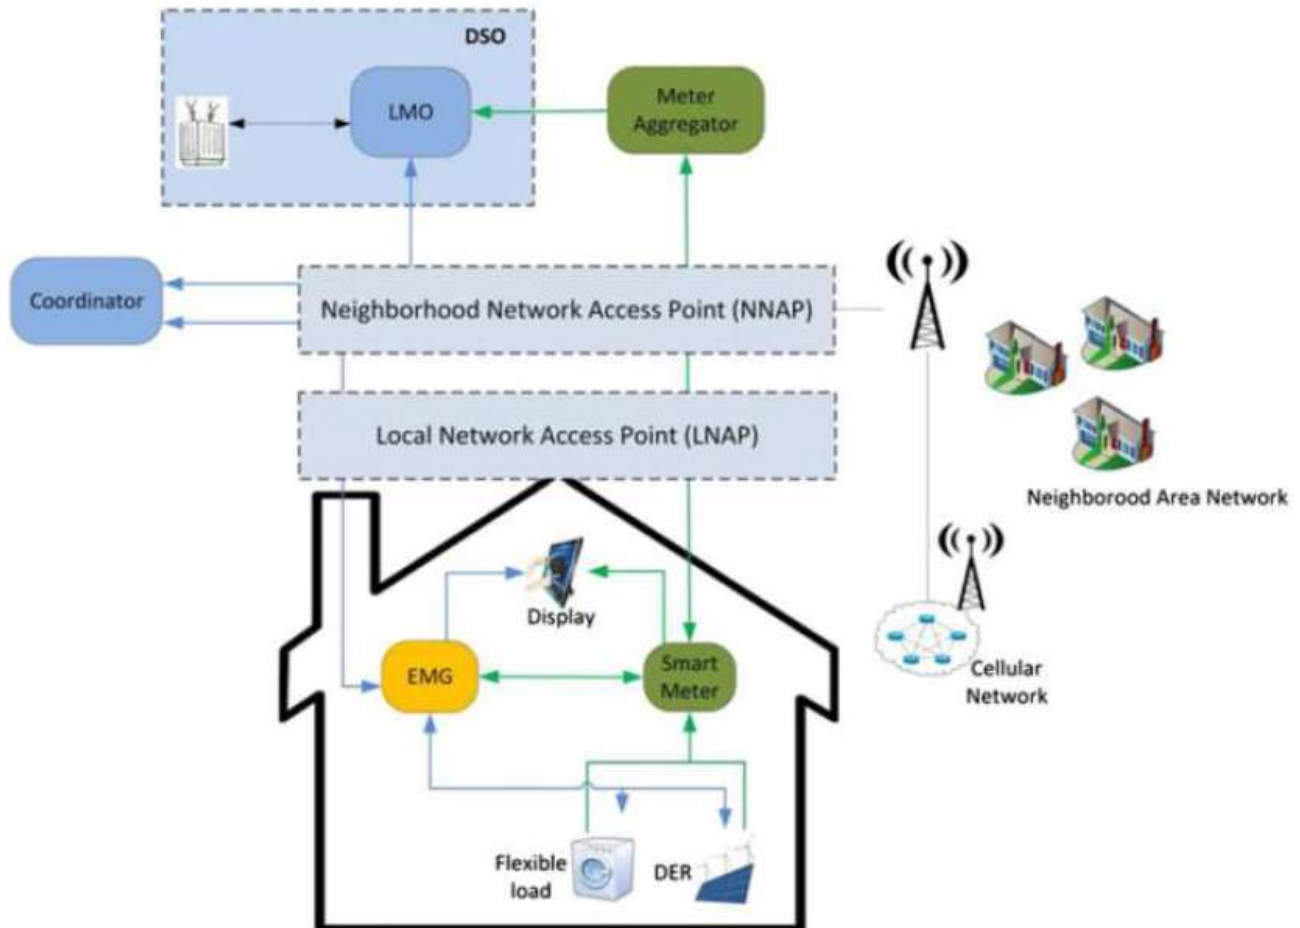 DSO
LMO
Meter
Aggregator
Coordinator
Neighborhood Network Access Point (NNAP)
Local Network Access Point (LNAP)
Neighborood Area Network
Display
EMG
Smart
Meter
Cellular
Network
Flexible
load
DER